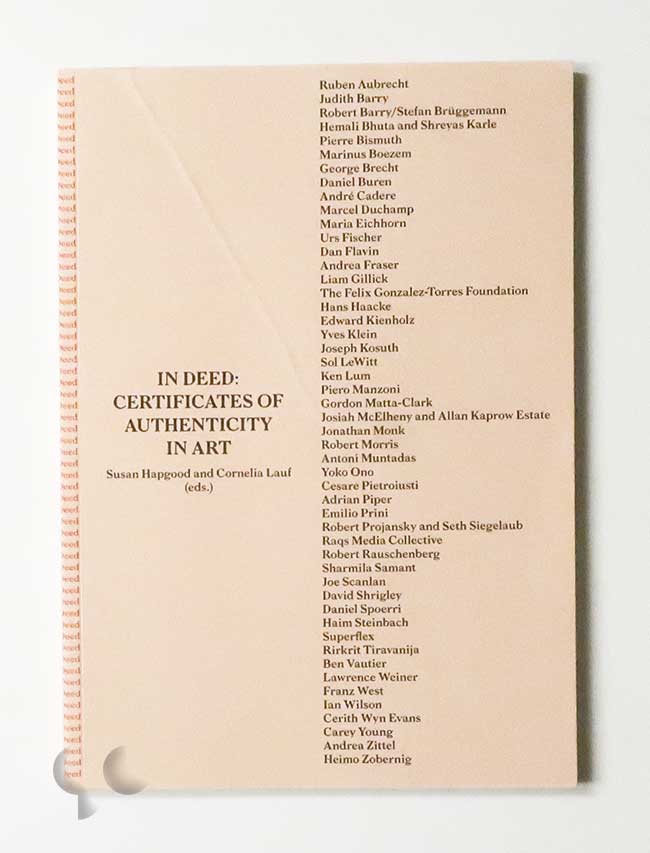 IN DEED:
CERTIFICATES OF
AUTHENTICITY
IN ART
Susan Hapgood and Cornelia Lauf
(eds.)
Ruben Aubrecht
Judith Barry
Robert Barry/Stefan Brüggemann
Hemali Bhuta and Shreyas Karle
Pierre Bismuth
Marinus Boezem
George Brecht
Daniel Buren
André Cadere
Marcel Duchamp
Maria Eichhorn
Urs Fischer
Dan Flavin
Andrea Fraser
Liam Gillick
The Felix Gonzalez-Torres Foundation
Hans Haacke
Edward Kienholz
Yves Klein
Joseph Kosuth
Sol LeWitt
Ken Lum
Piero Manzoni
Gordon Matta-Clark
Josiah McElheny and Allan Kaprow Estate
Jonathan Monk
Robert Morris
Antoni Muntadas
Yoko Ono
Cesare Pietroiusti
Adrian Piper
Emilio Prini
Robert Projansky and Seth Siegelaub
Raqs Media Collective
Robert Rauschenberg
Sharmila Samant
Joe Scanlan
David Shrigley
Daniel Spoerri
Haim Steinbach
Superflex
Rirkrit Tiravanija
Ben Vautier
Lawrence Weiner
Franz West
Ian Wilson
Cerith Wyn Evans
Carey Young
Andrea Zittel
Heimo Zobernig